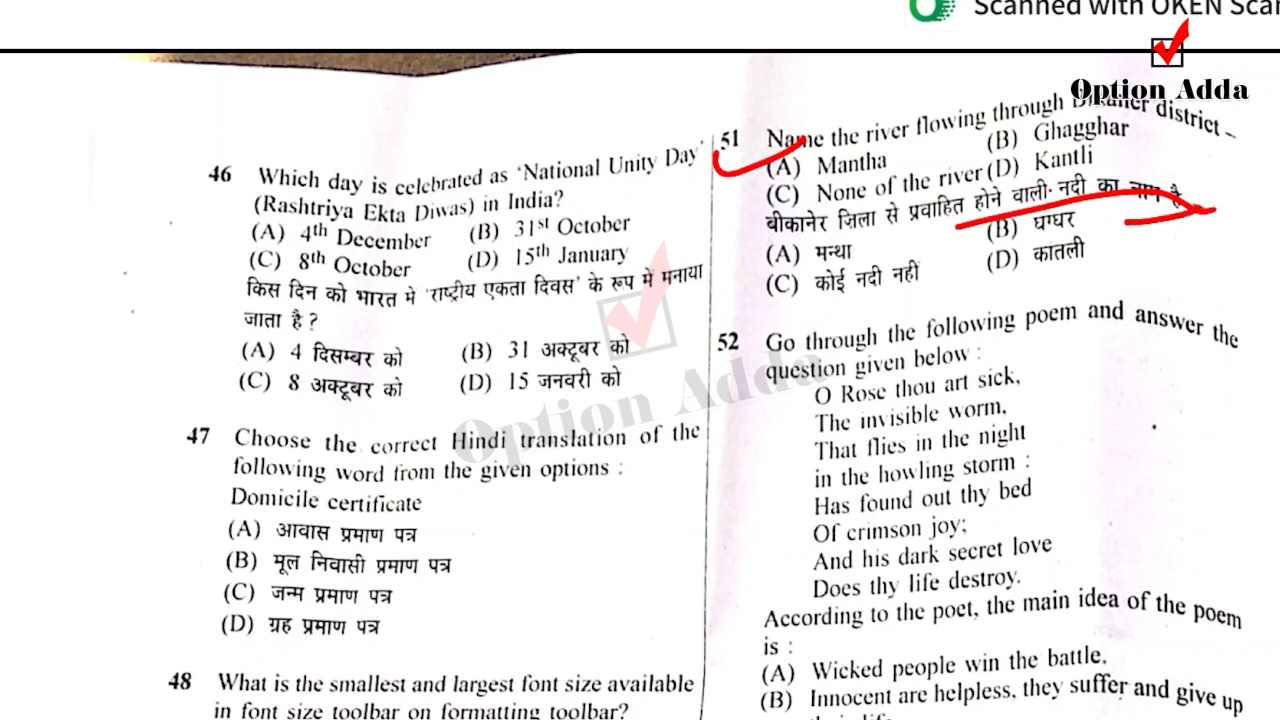 Scanned with OKEN Scan
Option Adda
46 Which day is celebrated as 'National Unity Day'
(Rashtriya Ekta Diwas) in India?
(A) 4th December (B) 31st October
(C) 8th October (D) 15th January
किस दिन को भारत में 'राष्ट्रीय एकता दिवस' के रूप में मनाया
जाता है ?
(A) 4 दिसम्बर को (B) 31 अक्टूबर को
(C) 8 अक्टूबर को (D) 15 जनवरी को
47 Choose the correct Hindi translation of the
following word from the given options :
Domicile certificate
(A) आवास प्रमाण पत्र
(B) मूल निवासी प्रमाण पत्र
(C) जन्म प्रमाण पत्र
(D) ग्रह प्रमाण पत्र
48 What is the smallest and largest font size available
in font size toolbar on formatting toolbar?
51 Name the river flowing through district –
(A) Mantha (B) Ghagghar
(C) None of the river (D) Kantli
बीकानेर ज़िला से प्रवाहित होने वाली नदी का नाम है
(A) मन्था (B) घग्घर
(C) कोई नदी नहीं (D) कांतली
52 Go through the following poem and answer the
question given below :
O Rose thou art sick,
The invisible worm,
That flies in the night
in the howling storm :
Has found out thy bed
Of crimson joy;
And his dark secret love
Does thy life destroy.
According to the poet, the main idea of the poem
is :
(A) Wicked people win the battle.
(B) Innocent are helpless, they suffer and give up
Option Adda